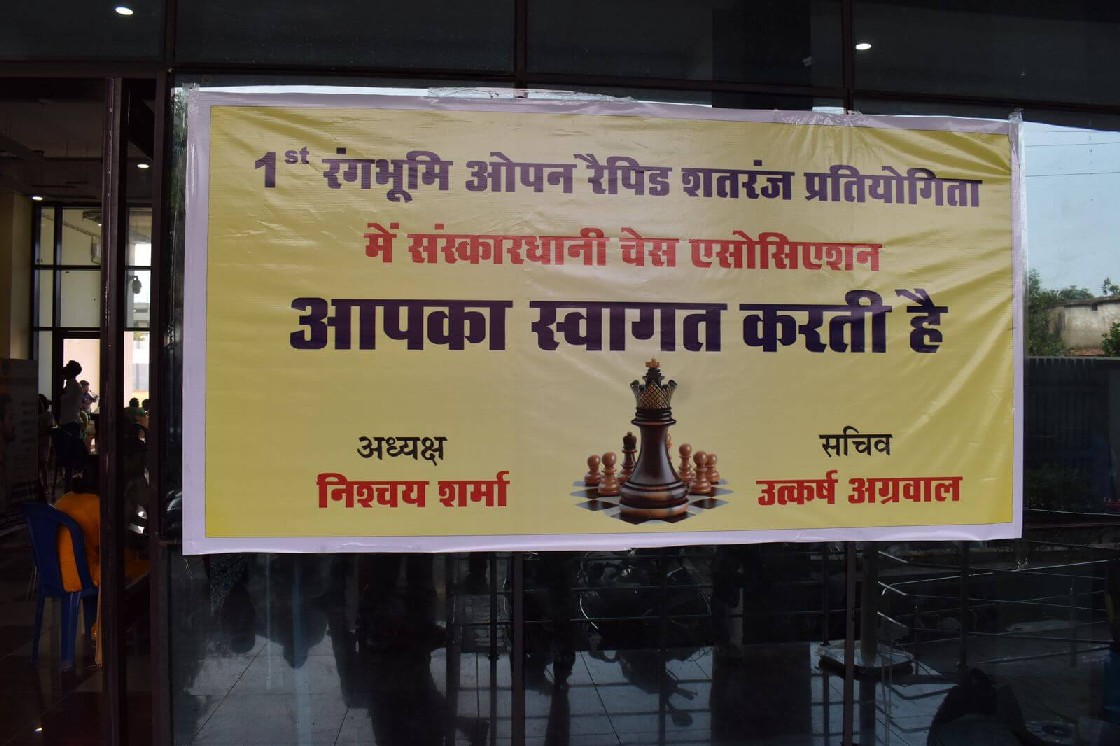 1st रंगभूमि ओपन रैपिड शतरंज प्रतियोगिता
में संस्कारधानी चेस एसोसिएशन
आपका स्वागत करती है
अध्यक्ष
निश्चय शर्मा
सचिव
उत्कर्ष अग्रवाल